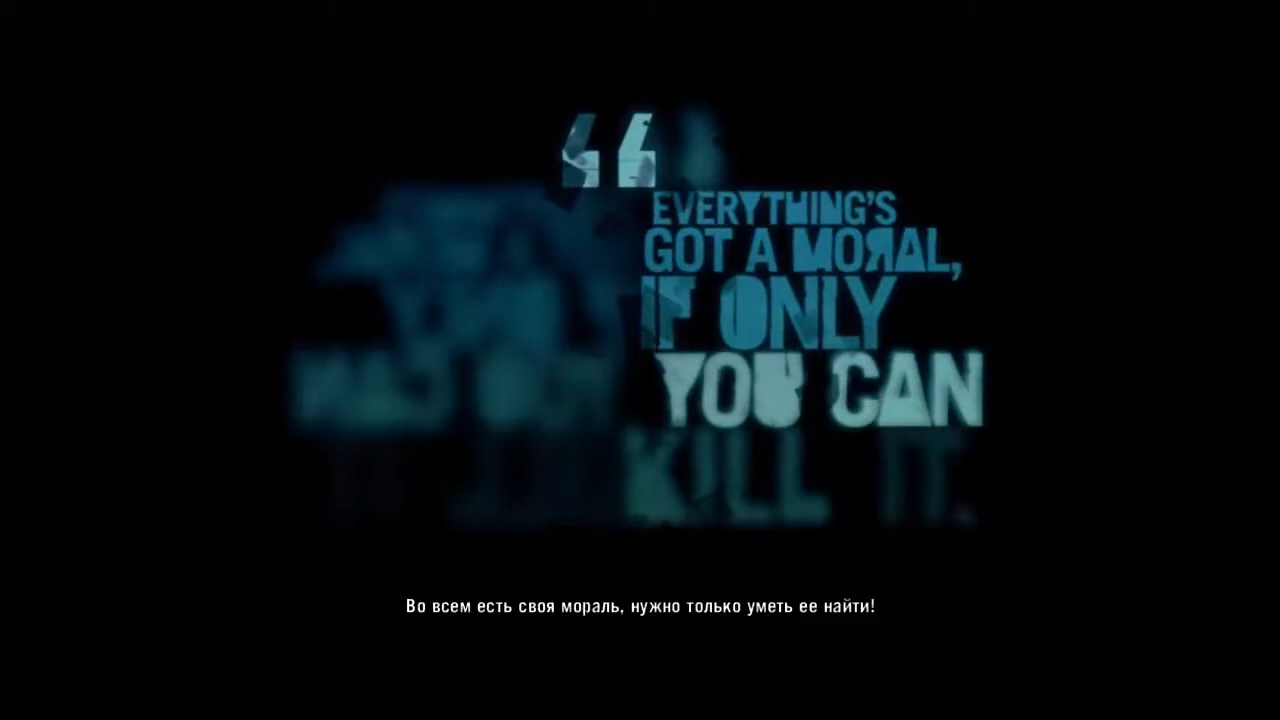 “
EVERYTHING'S
GOT A MORAL,
IF ONLY
YOU CAN
KILL IT.
Во всем есть своя мораль, нужно только уметь ее найти!